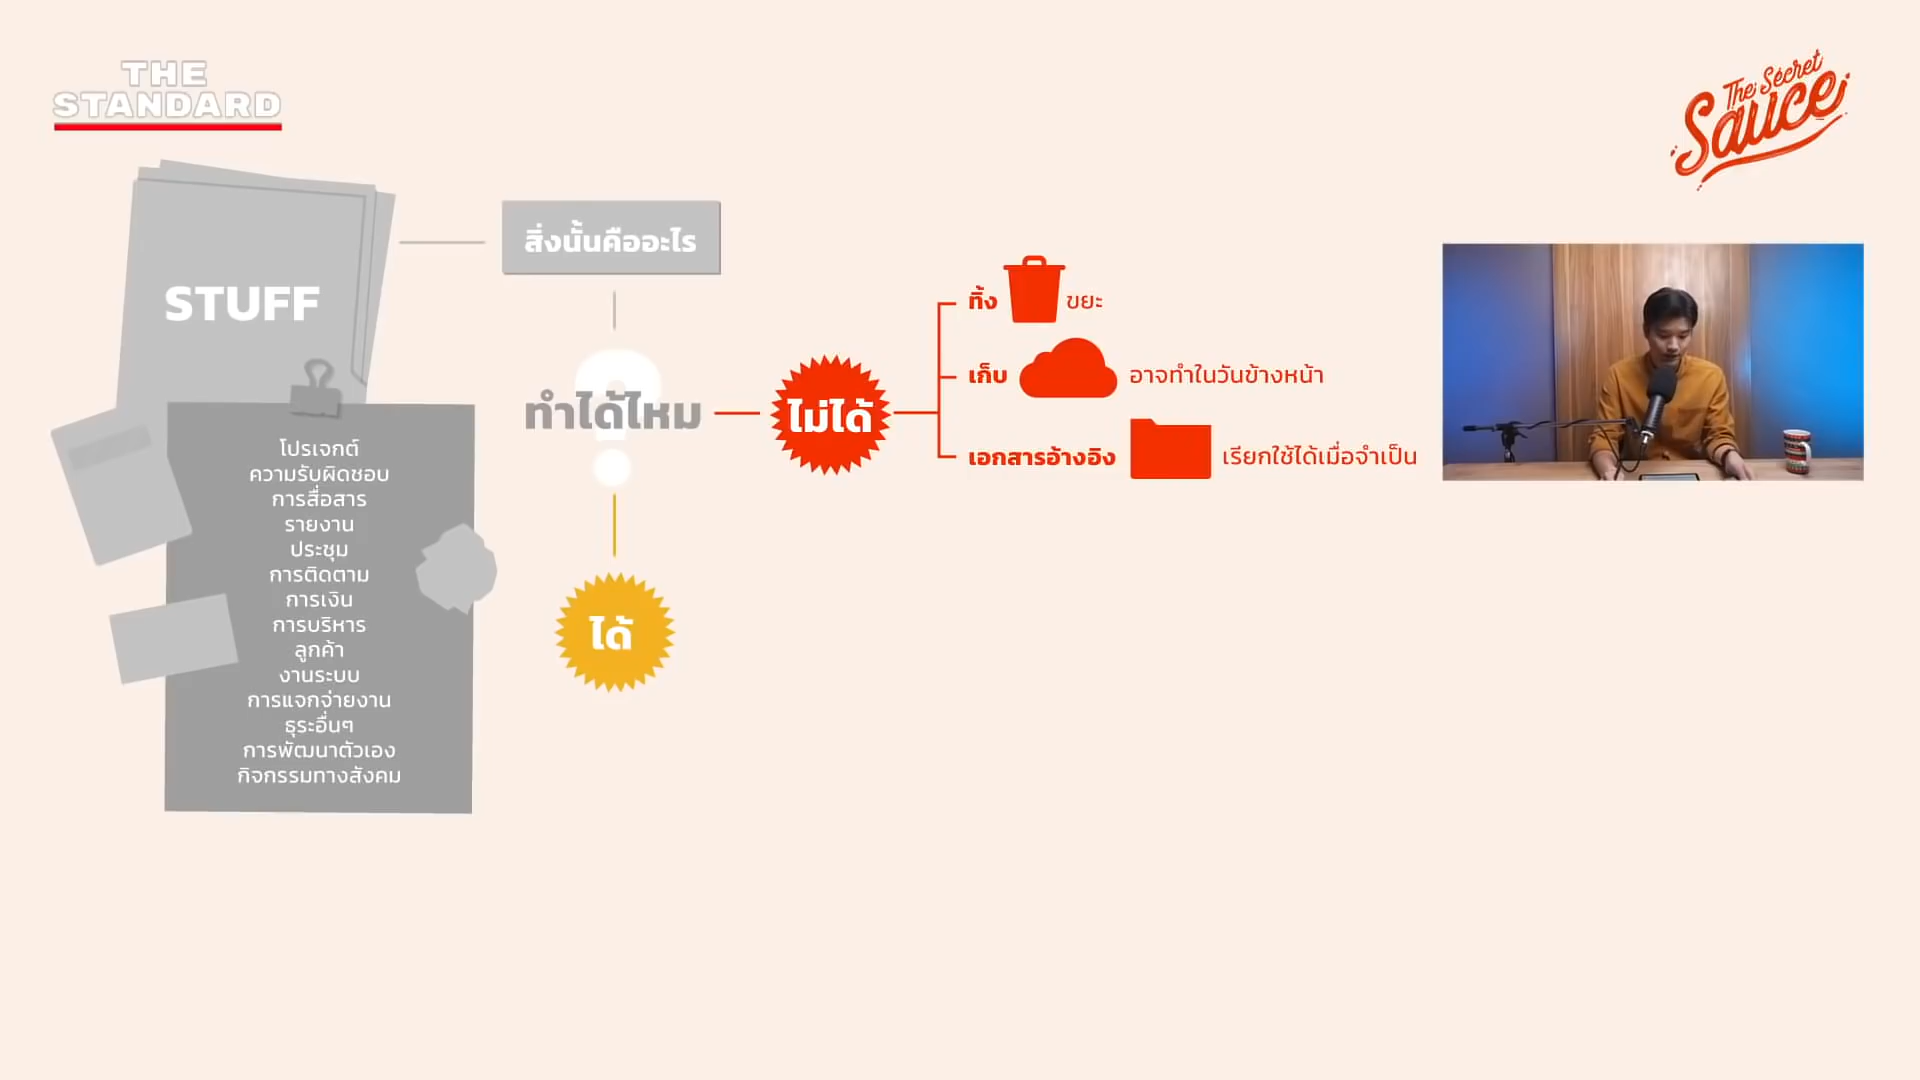 THE
STANDARD
The Secret
Sauce
STUFF
สิ่งนั้นคืออะไร
ทำได้ไหม
?
ไม่ได้
ทิ้ง ขยะ
เก็บ อาจทำในวันข้างหน้า
เอกสารอ้างอิง เรียกใช้ได้เมื่อจำเป็น
ได้
โปรเจกต์
ความรับผิดชอบ
การสื่อสาร
รายงาน
ประชุม
การติดตาม
การเงิน
การบริหาร
ลูกค้า
งานระบบ
การแจกจ่ายงาน
ธุระอื่นๆ
การพัฒนาตัวเอง
กิจกรรมทางสังคม